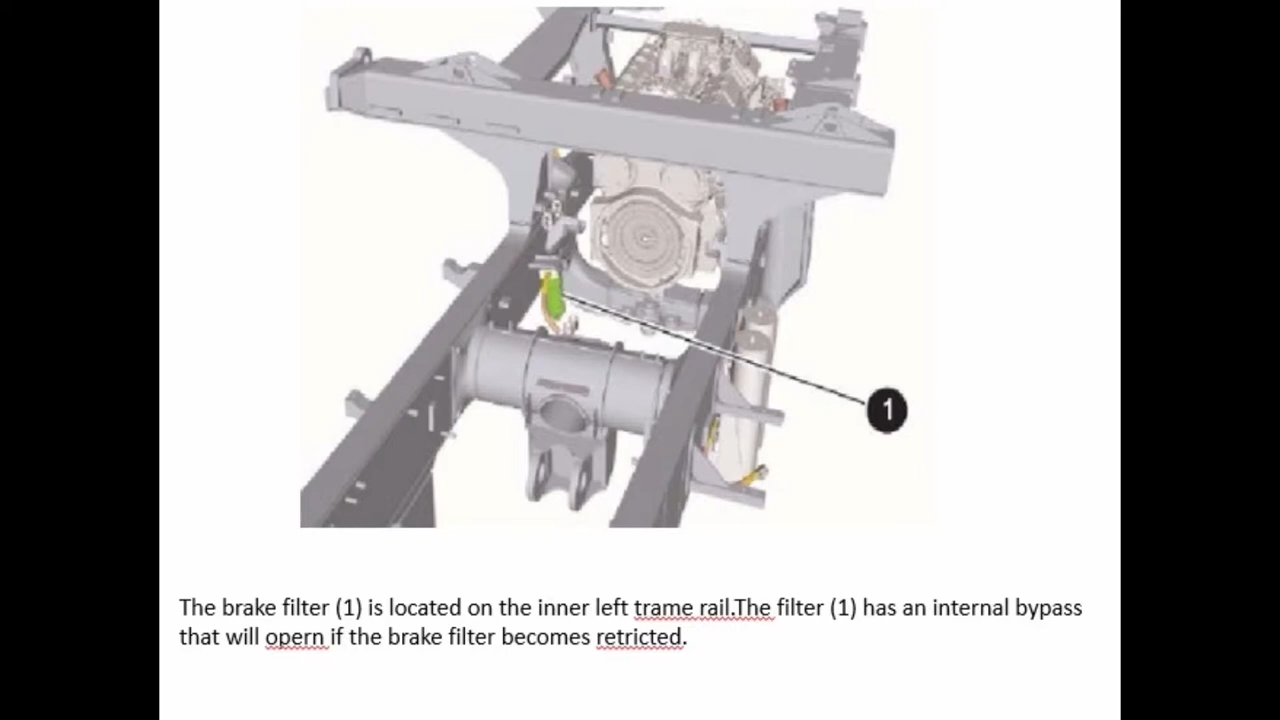 1
The brake filter (1) is located on the inner left trame rail.The filter (1) has an internal bypass
that will opern if the brake filter becomes retricted.